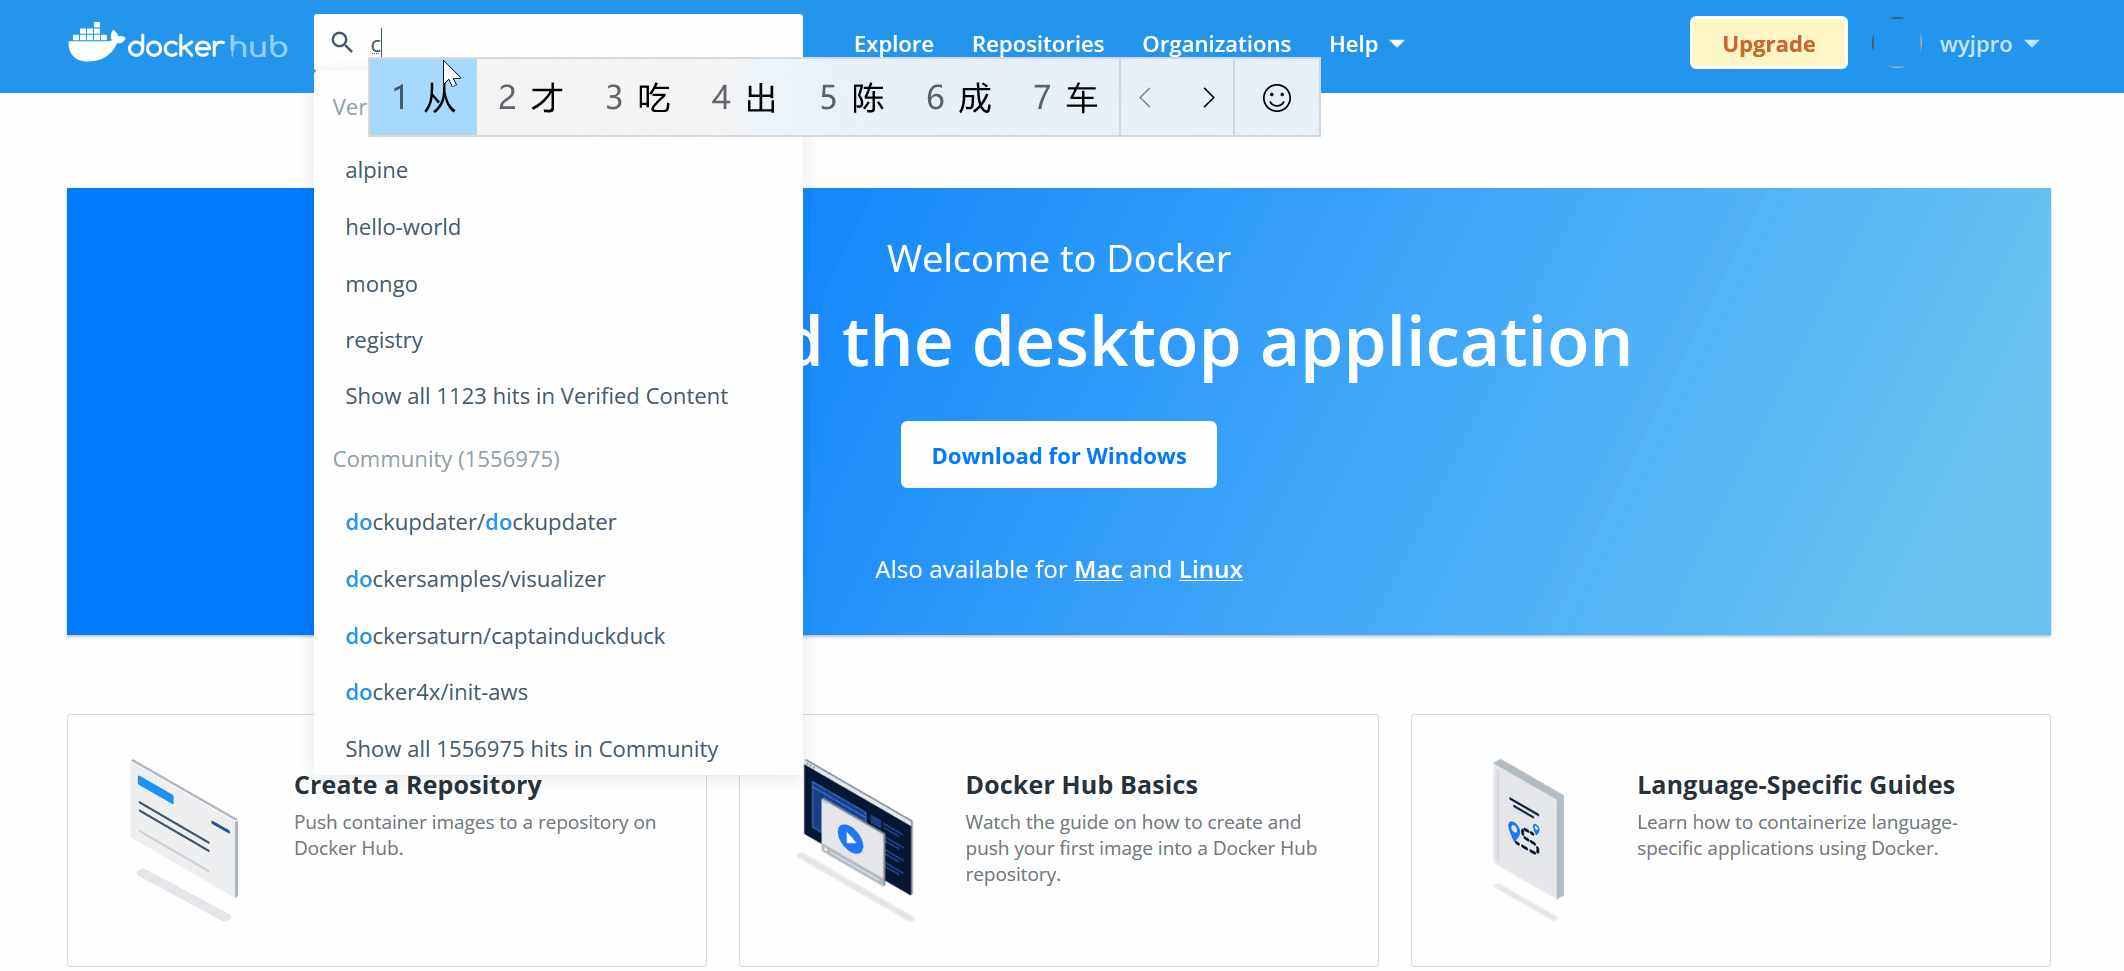 docker hub
c
Explore
Repositories
Organizations
Help
Upgrade
wyjpro
1 从 2 才 3 吃 4 出 5 陈 6 成 7 车
Ver
alpine
hello-world
mongo
registry
Show all 1123 hits in Verified Content
Community (1556975)
dockupdater/dockupdater
dockersamples/visualizer
dockersaturn/captainduckduck
docker4x/init-aws
Show all 1556975 hits in Community
Welcome to Docker
d the desktop application
Download for Windows
Also available for Mac and Linux
Create a Repository
Push container images to a repository on
Docker Hub.
Docker Hub Basics
Watch the guide on how to create and
push your first image into a Docker Hub
repository.
Language-Specific Guides
Learn how to containerize language-
specific applications using Docker.